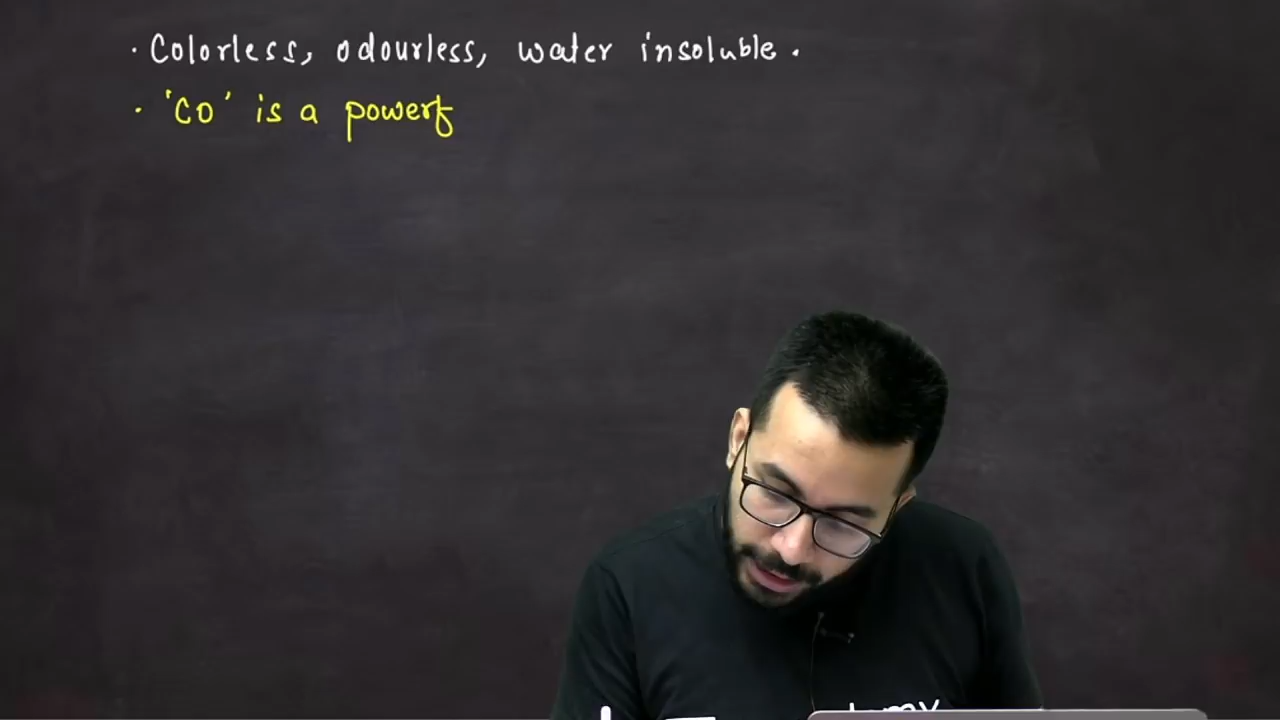 · Colorless, odourless, water insoluble.
· 'CO' is a powerf